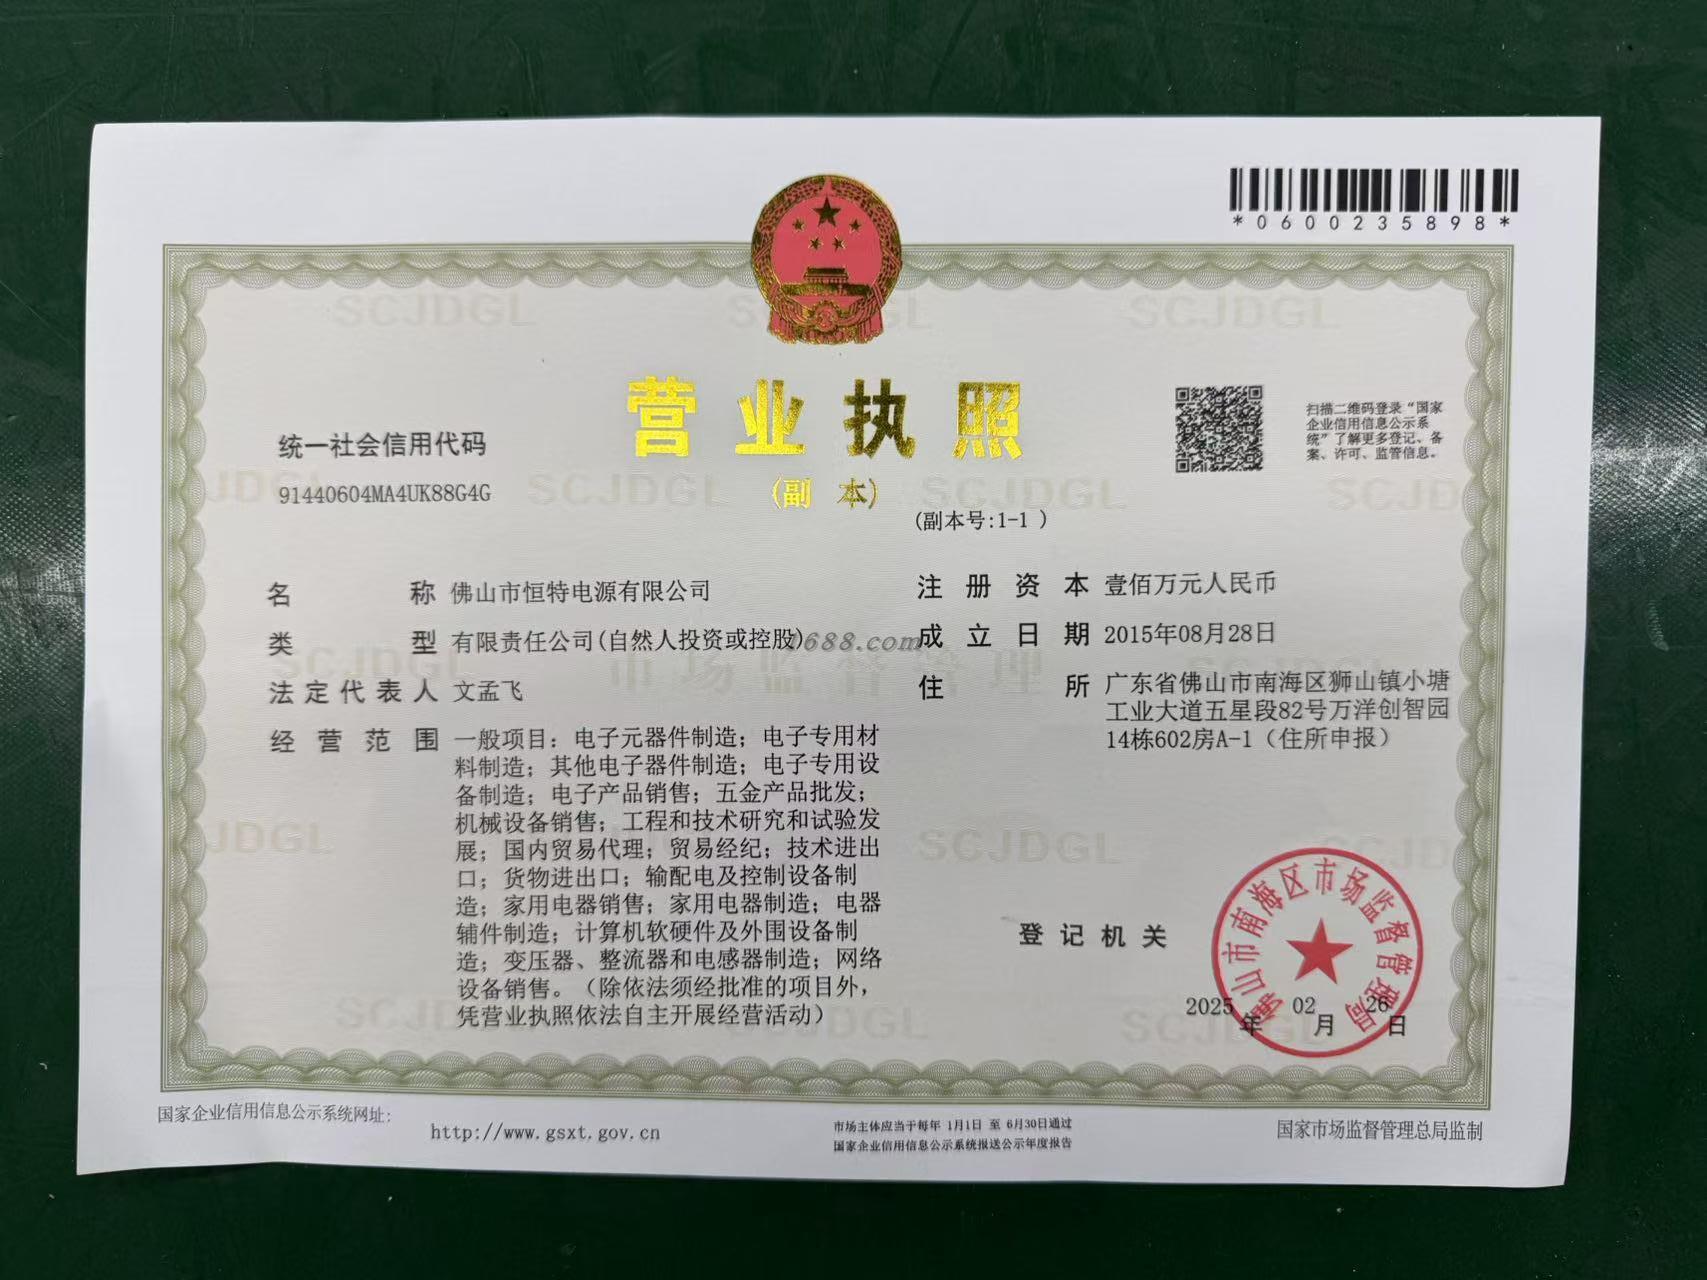 *0600235898*
营业执照
(副 本)
(副本号:1-1 )
统一社会信用代码
91440604MA4UK88G4G
扫描二维码登录“国家
企业信用信息公示系
统”了解更多登记、备
案、许可、监管信息。
名 称 佛山市恒特电源有限公司
类 型 有限责任公司(自然人投资或控股)
1688.com
法定代表人 文孟飞
经营范围 一般项目：电子元器件制造；电子专用材
料制造；其他电子器件制造；电子专用设
备制造；电子产品销售；五金产品批发；
机械设备销售；工程和技术研究和试验发
展；国内贸易代理；贸易经纪；技术进出
口；货物进出口；输配电及控制设备制
造；家用电器销售；家用电器制造；电器
辅件制造；计算机软硬件及外围设备制
造；变压器、整流器和电感器制造；网络
设备销售。（除依法须经批准的项目外，
凭营业执照依法自主开展经营活动）
注册资本 壹佰万元人民币
成立日期 2015年08月28日
住 所 广东省佛山市南海区狮山镇小塘
工业大道五星段82号万洋创智园
14栋602房A-1（住所申报）
登记机关
佛山市南海区市场监督管理局
2025年02月26日
SCJDGL
市场监督管理
国家企业信用信息公示系统网址:
http://www.gsxt.gov.cn
市场主体应当于每年 1月1日 至 6月30日通过
国家企业信用信息公示系统报送公示年度报告
国家市场监督管理总局监制